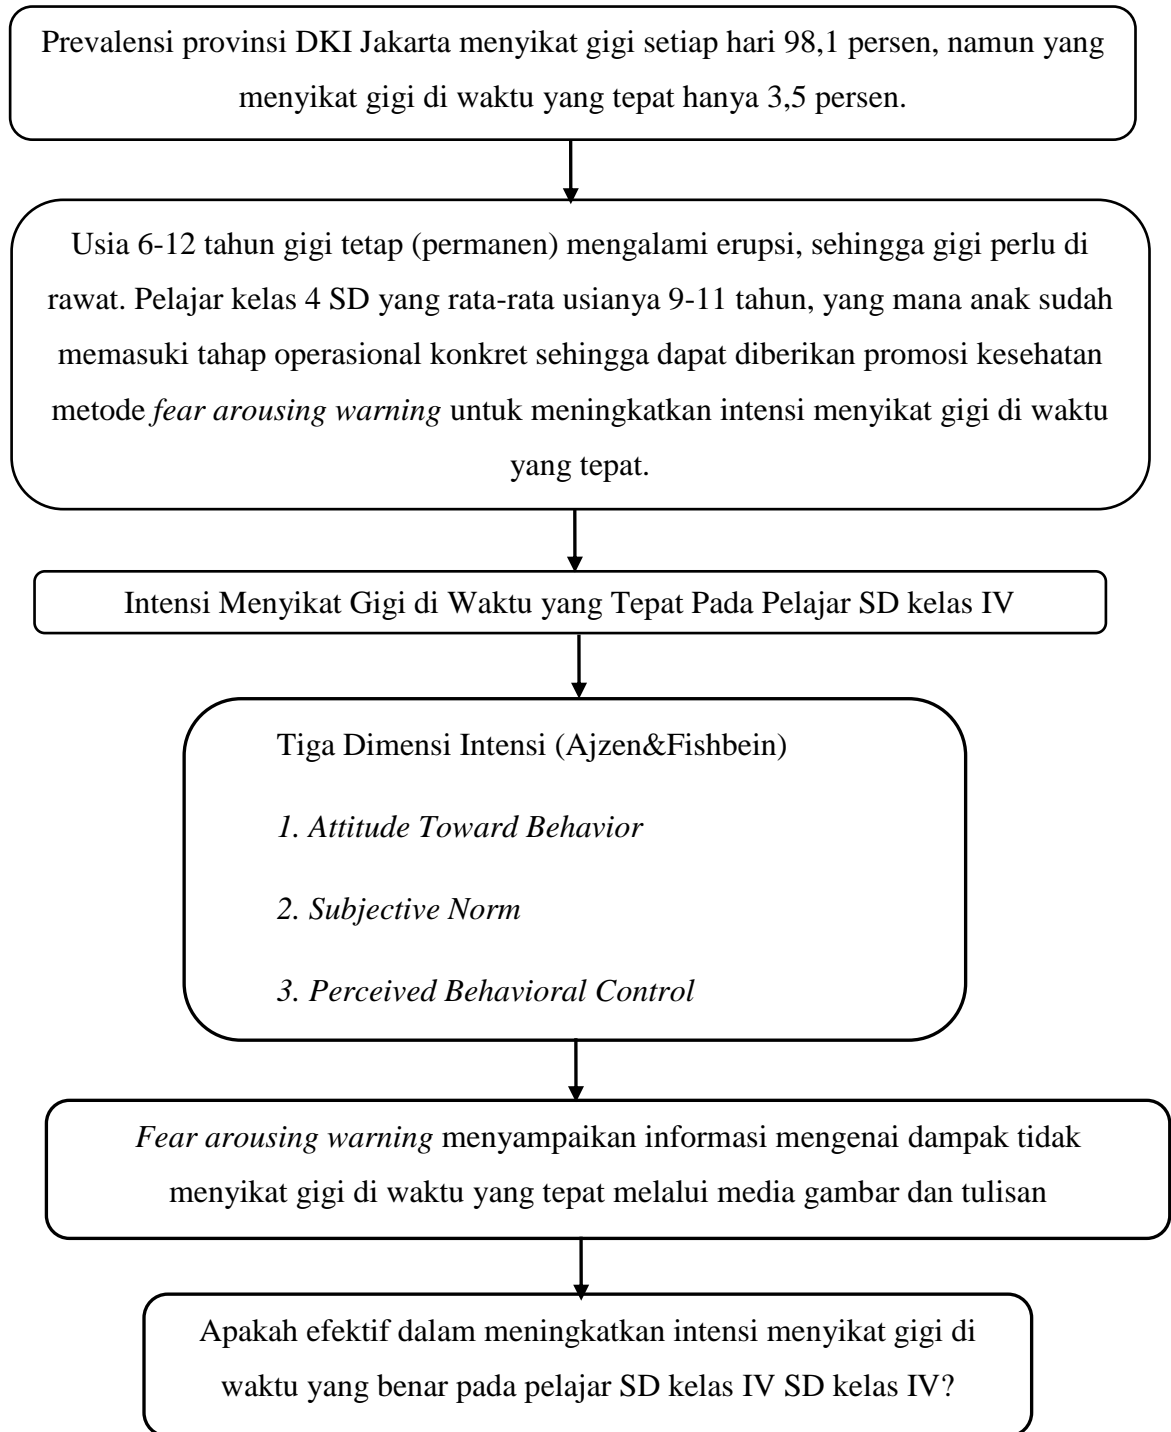 Prevalensi provinsi DKI Jakarta menyikat gigi setiap hari 98,1 persen, namun yang
menyikat gigi di waktu yang tepat hanya 3,5 persen.
Usia 6-12 tahun gigi tetap (permanen) mengalami erupsi, sehingga gigi perlu di
rawat. Pelajar kelas 4 SD yang rata-rata usianya 9-11 tahun, yang mana anak sudah
memasuki tahap operasional konkret sehingga dapat diberikan promosi kesehatan
metode fear arousing warning untuk meningkatkan intensi menyikat gigi di waktu
yang tepat.
Intensi Menyikat Gigi di Waktu yang Tepat Pada Pelajar SD kelas IV
Tiga Dimensi Intensi (Ajzen&Fishbein)
1. Attitude Toward Behavior
2. Subjective Norm
3. Perceived Behavioral Control
Fear arousing warning menyampaikan informasi mengenai dampak tidak
menyikat gigi di waktu yang tepat melalui media gambar dan tulisan
Apakah efektif dalam meningkatkan intensi menyikat gigi di
waktu yang benar pada pelajar SD kelas IV SD kelas IV?